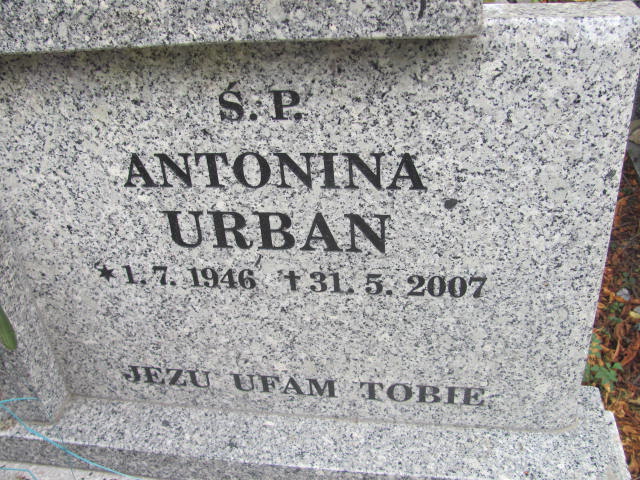 Ś.P.
ANTONINA
URBAN
★1.7.1946 ✝31.5.2007
JEZU UFAM TOBIE